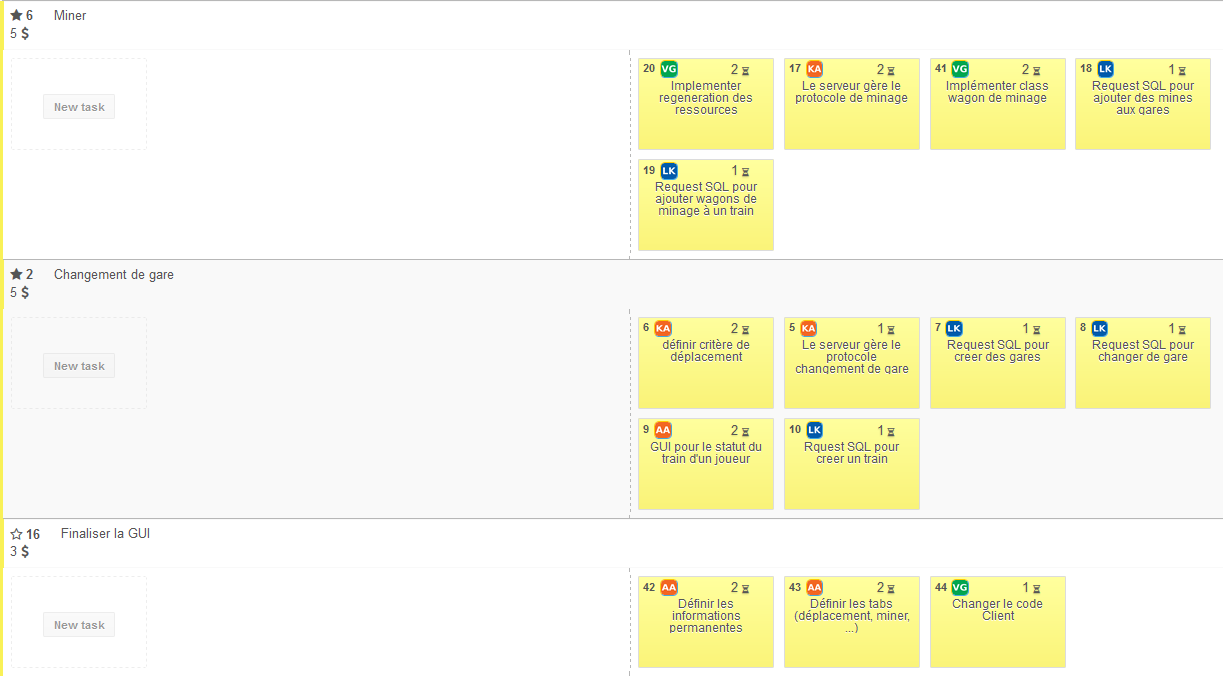 6 Miner
5 $
New task
20 VG 2
Implementer
regeneration des
ressources
17 KA 2
Le serveur gère le
protocole de minage
41 VG 2
Implémenter class
wagon de minage
18 LK 1
Request SQL pour
ajouter des mines
aux gares
19 LK 1
Request SQL pour
ajouter wagons de
minage à un train
2 Changement de gare
5 $
New task
6 KA 2
définir critère de
déplacement
5 KA 1
Le serveur gère le
protocole
changement de gare
7 LK 1
Request SQL pour
creer des gares
8 LK 1
Request SQL pour
changer de gare
9 AA 2
GUI pour le statut du
train d'un joueur
10 LK 1
Rquest SQL pour
creer un train
16 Finaliser la GUI
3 $
New task
42 AA 2
Définir les
informations
permanentes
43 AA 2
Définir les tabs
(déplacement, miner,
...)
44 VG 1
Changer le code
Client